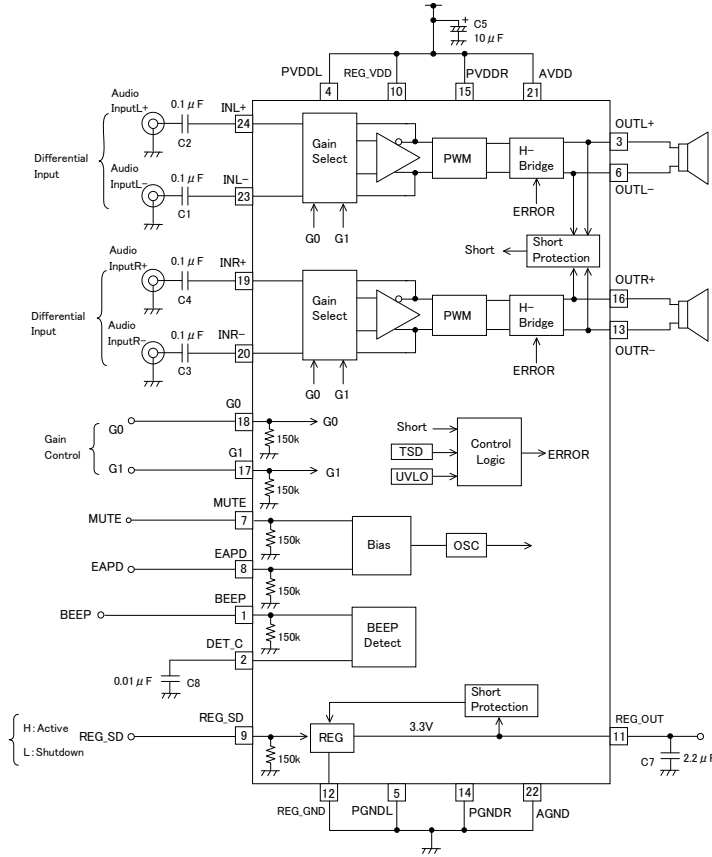 C5
10μF
PVDDL
REG_VDD
PVDDR
AVDD
4
10
15
21
Audio
InputL+
0.1μF
C2
INL+
24
Differential
Input
Audio
InputL-
0.1μF
C1
INL-
23
Gain
Select
G0
G1
PWM
H-
Bridge
ERROR
OUTL+
3
6
OUTL-
Short
Short
Protection
Audio
InputR+
0.1μF
C4
INR+
19
Differential
Input
Audio
InputR-
0.1μF
C3
INR-
20
Gain
Select
G0
G1
PWM
H-
Bridge
ERROR
OUTR+
16
13
OUTR-
Gain
Control
G0
G0
18
G0
150k
G1
G1
17
G1
150k
Short
TSD
UVLO
Control
Logic
ERROR
MUTE
MUTE
7
150k
EAPD
EAPD
8
150k
Bias
OSC
BEEP
BEEP
1
150k
BEEP
Detect
DET_C
2
0.01μF
C8
H:Active
L:Shutdown
REG_SD
REG_SD
9
150k
REG
3.3V
Short
Protection
REG_OUT
11
C7
2.2μF
12
5
14
22
REG_GND
PGNDL
PGNDR
AGND